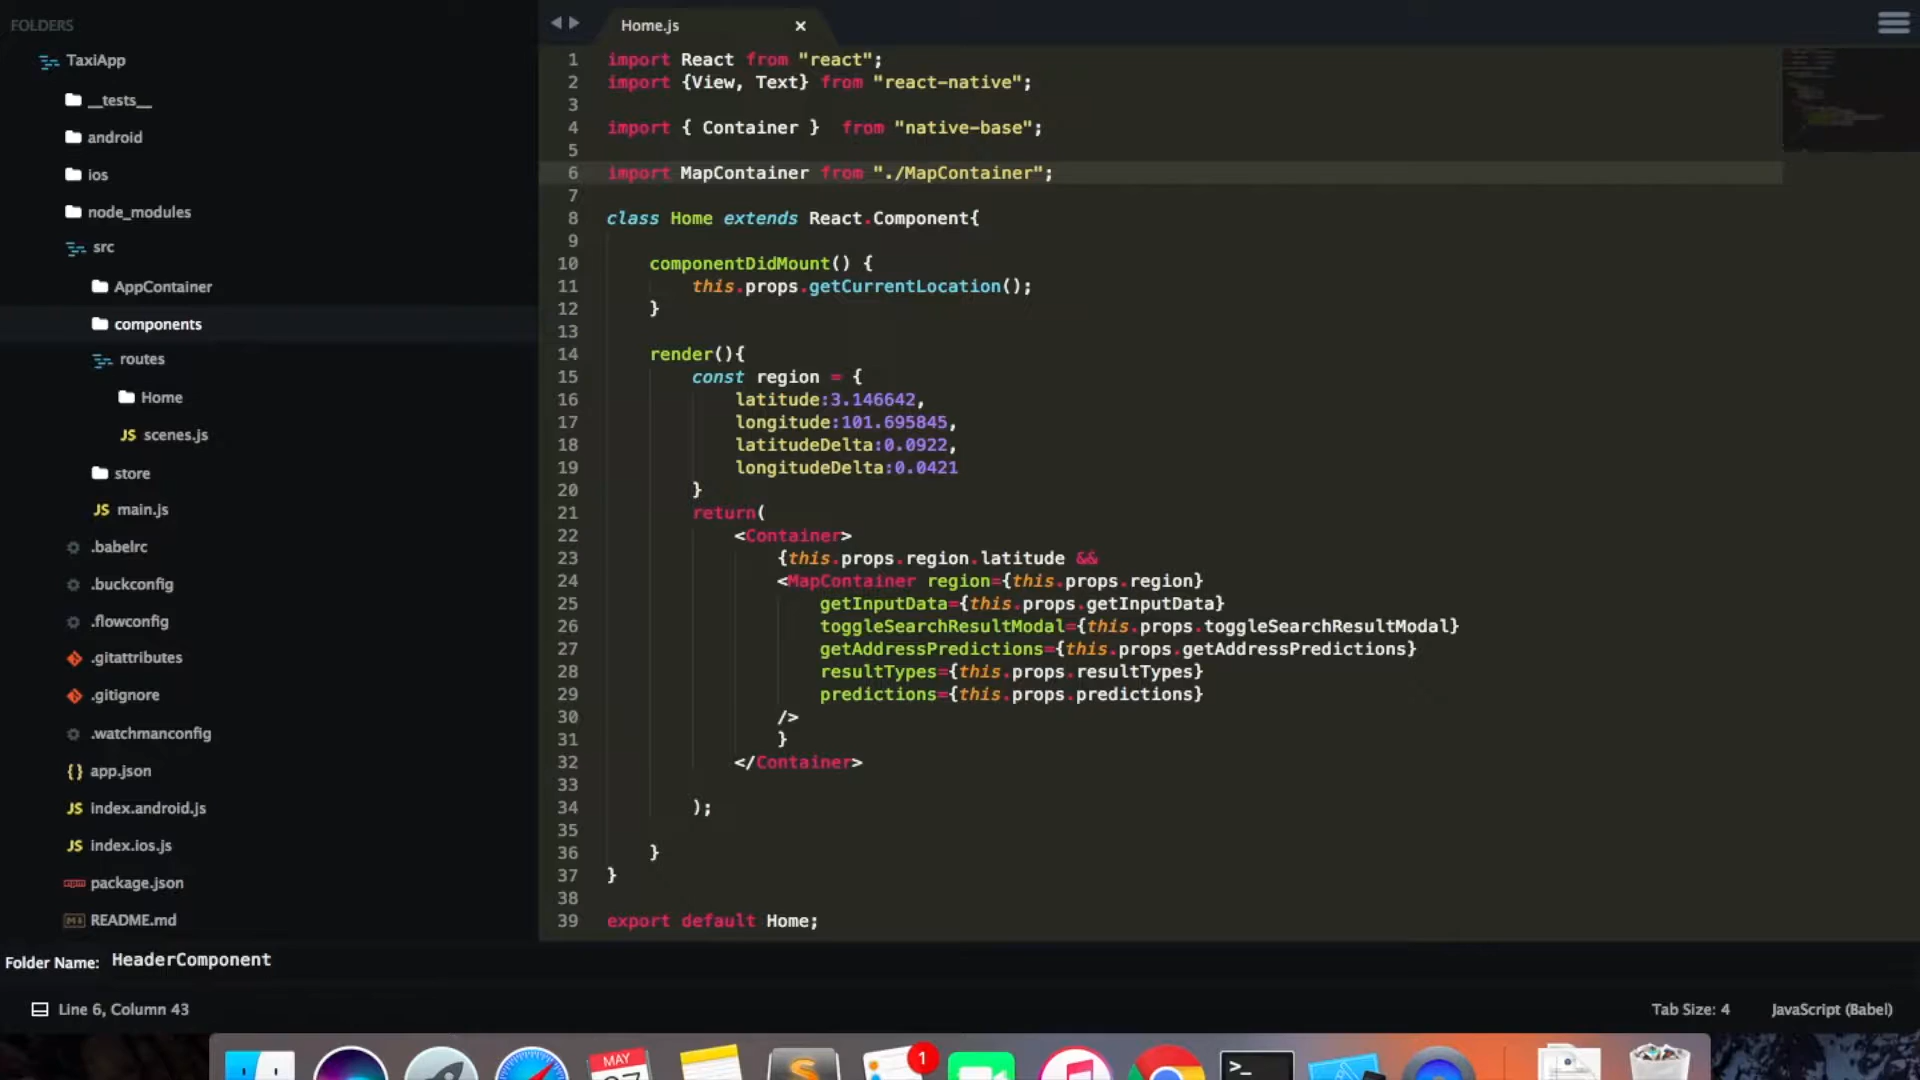 FOLDERS
TaxiApp
__tests__
android
ios
node_modules
src
AppContainer
components
routes
Home
JS scenes.js
store
JS main.js
.babelrc
.buckconfig
.flowconfig
.gitattributes
.gitignore
.watchmanconfig
{} app.json
JS index.android.js
JS index.ios.js
npm package.json
README.md
Home.js
1 import React from "react";
2 import {View, Text} from "react-native";
3
4 import { Container }  from "native-base";
5
6 import MapContainer from "./MapContainer";
7
8 class Home extends React.Component{
9
10     componentDidMount() {
11         this.props.getCurrentLocation();
12     }
13
14     render(){
15         const region = {
16             latitude:3.146642,
17             longitude:101.695845,
18             latitudeDelta:0.0922,
19             longitudeDelta:0.0421
20         }
21         return(
22             <Container>
23                 {this.props.region.latitude &&
24                 <MapContainer region={this.props.region}
25                     getInputData={this.props.getInputData}
26                     toggleSearchResultModal={this.props.toggleSearchResultModal}
27                     getAddressPredictions={this.props.getAddressPredictions}
28                     resultTypes={this.props.resultTypes}
29                     predictions={this.props.predictions}
30                 />
31                 }
32             </Container>
33
34         );
35
36     }
37 }
38
39 export default Home;
Folder Name: HeaderComponent
Line 6, Column 43
Tab Size: 4
JavaScript (Babel)
MAY
1
>_